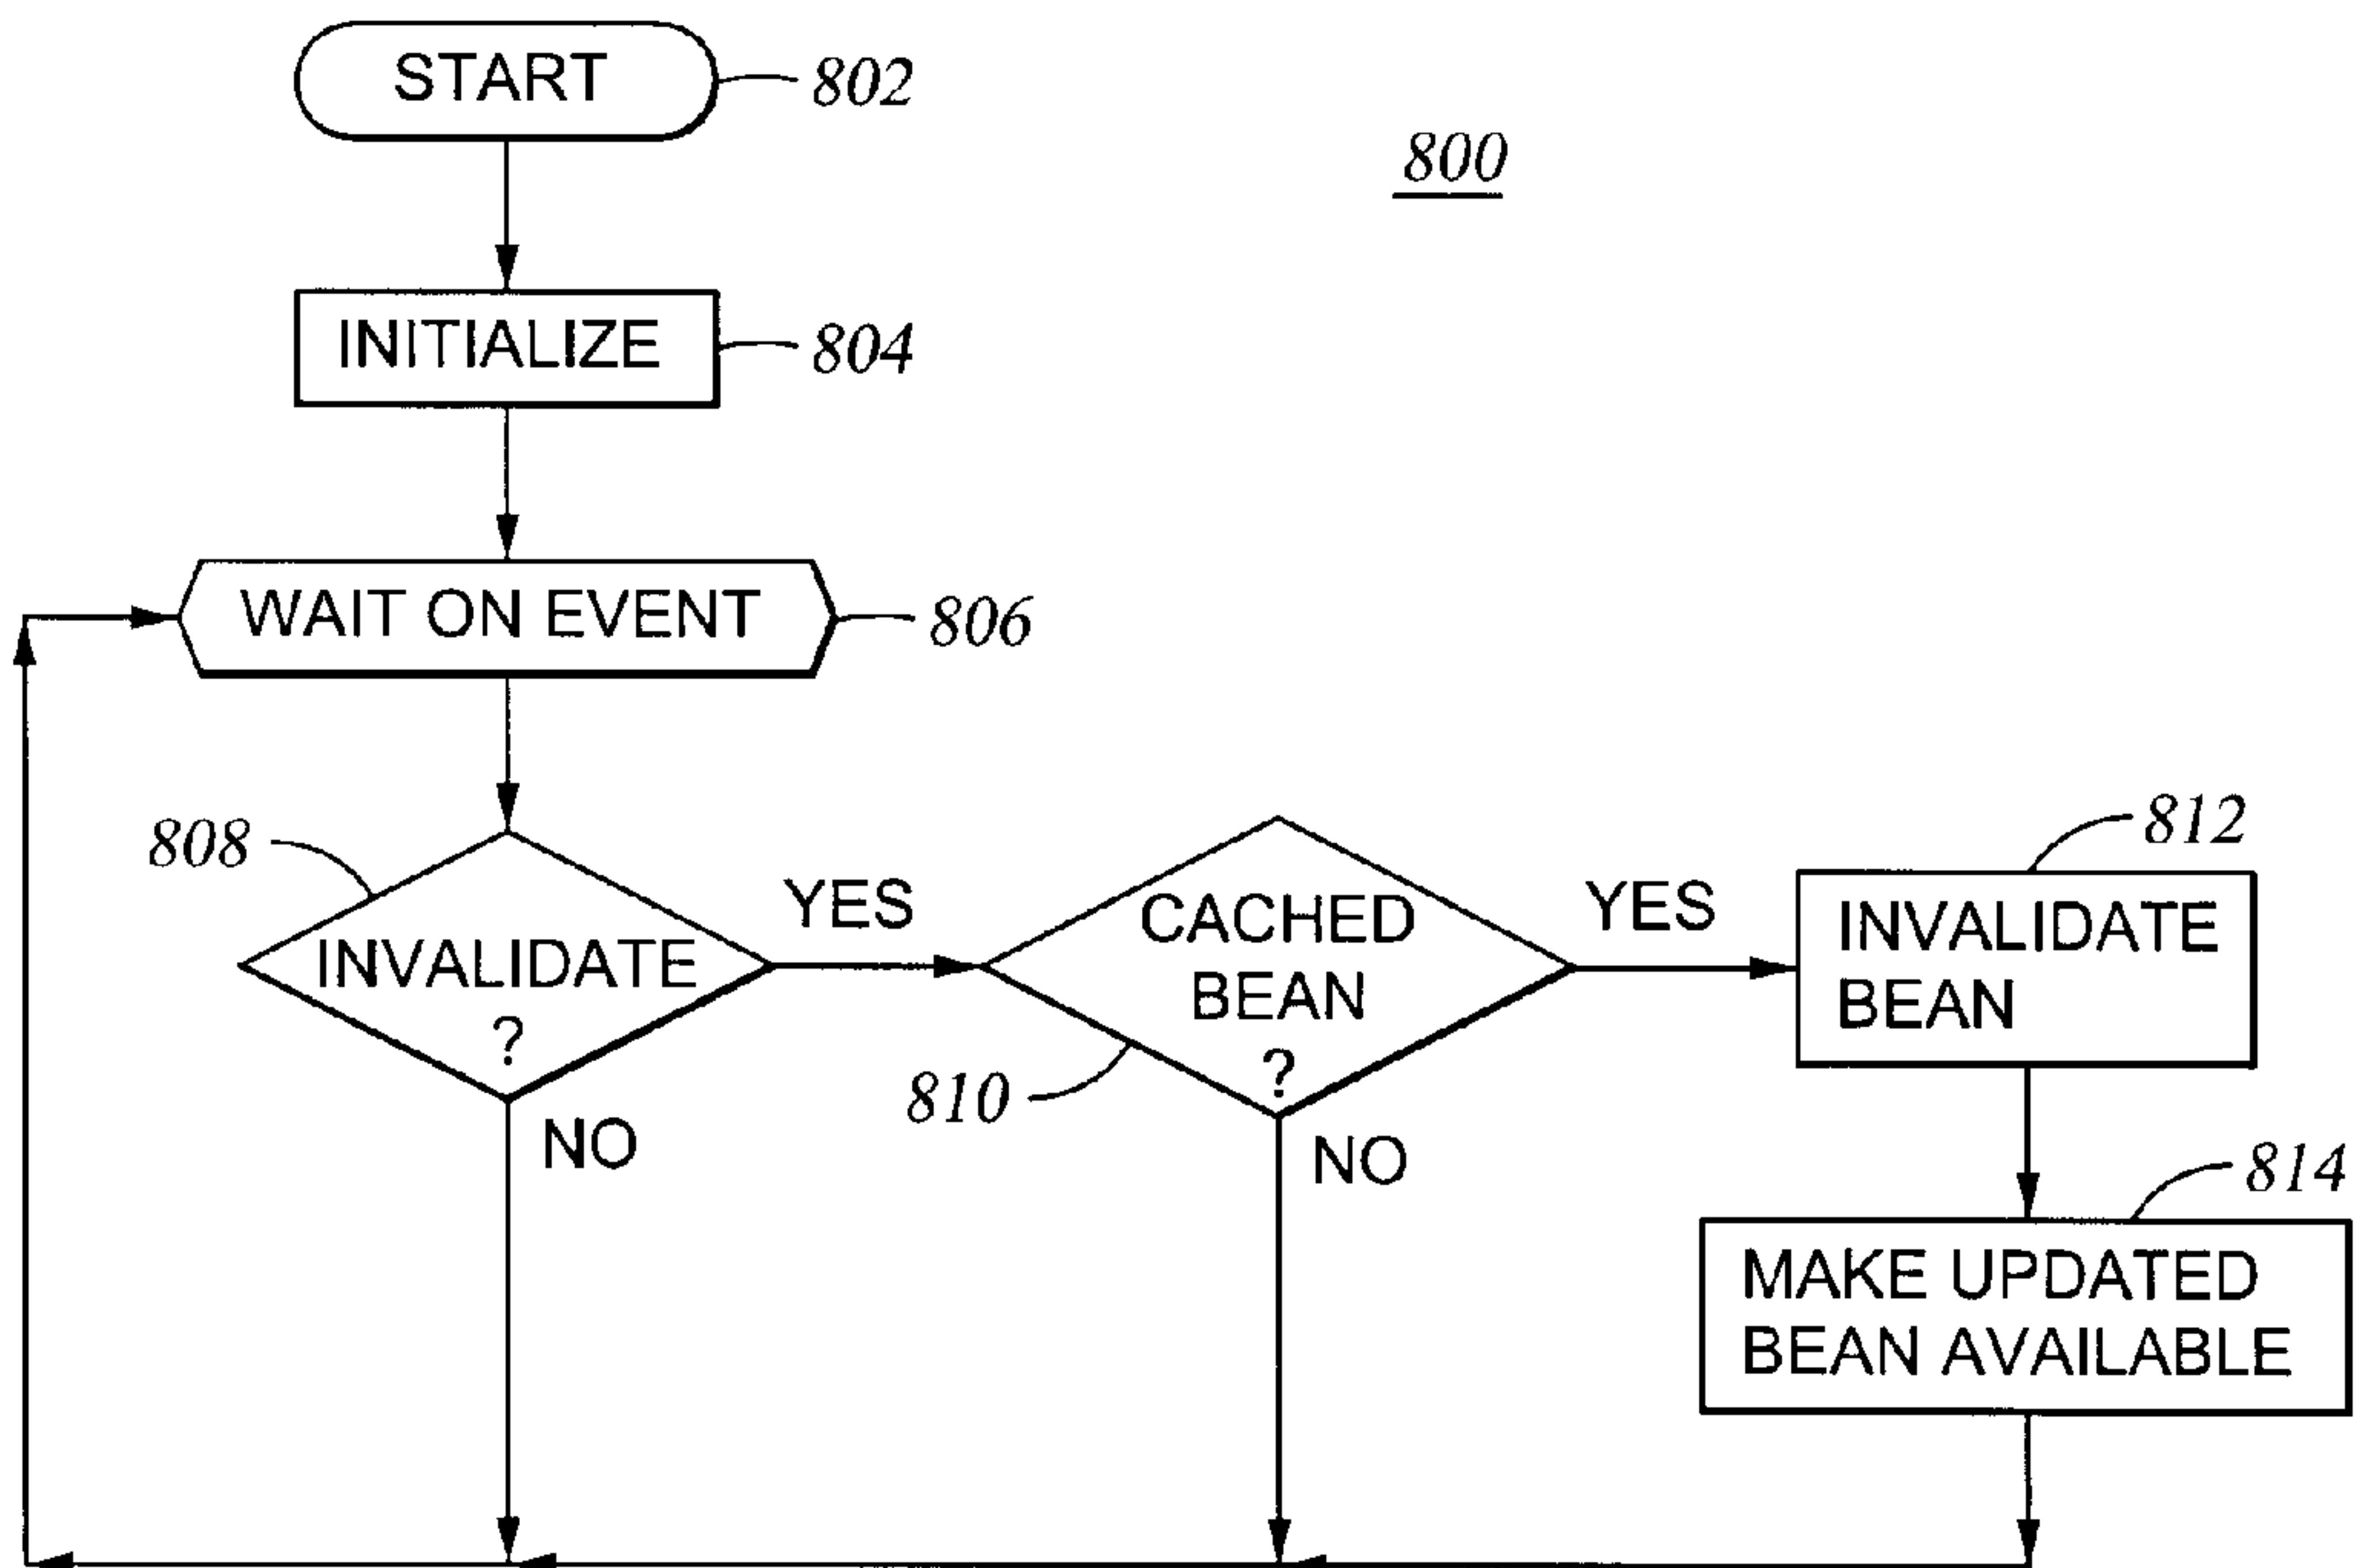 START
802
800
INITIALIZE
804
WAIT ON EVENT
806
808
INVALIDATE
?
YES
NO
CACHED
BEAN
?
810
YES
NO
812
INVALIDATE
BEAN
814
MAKE UPDATED
BEAN AVAILABLE